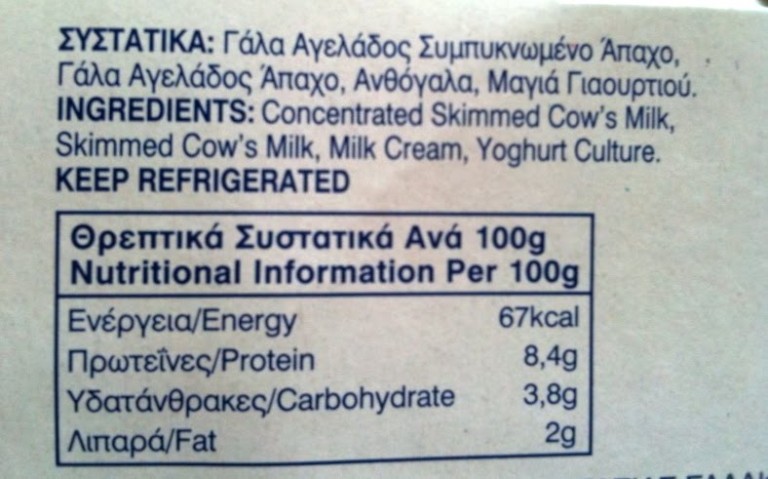 ΣΥΣΤΑΤΙΚΑ: Γάλα Αγελάδος Συμπυκνωμένο Άπαχο,
Γάλα Αγελάδος Άπαχο, Ανθόγαλα, Μαγιά Γιαουρτιού.
INGREDIENTS: Concentrated Skimmed Cow's Milk,
Skimmed Cow's Milk, Milk Cream, Yoghurt Culture.
KEEP REFRIGERATED
Θρεπτικά Συστατικά Ανά 100g
Nutritional Information Per 100g
Ενέργεια/Energy 67kcal
Πρωτεΐνες/Protein 8,4g
Υδατάνθρακες/Carbohydrate 3,8g
Λιπαρά/Fat 2g